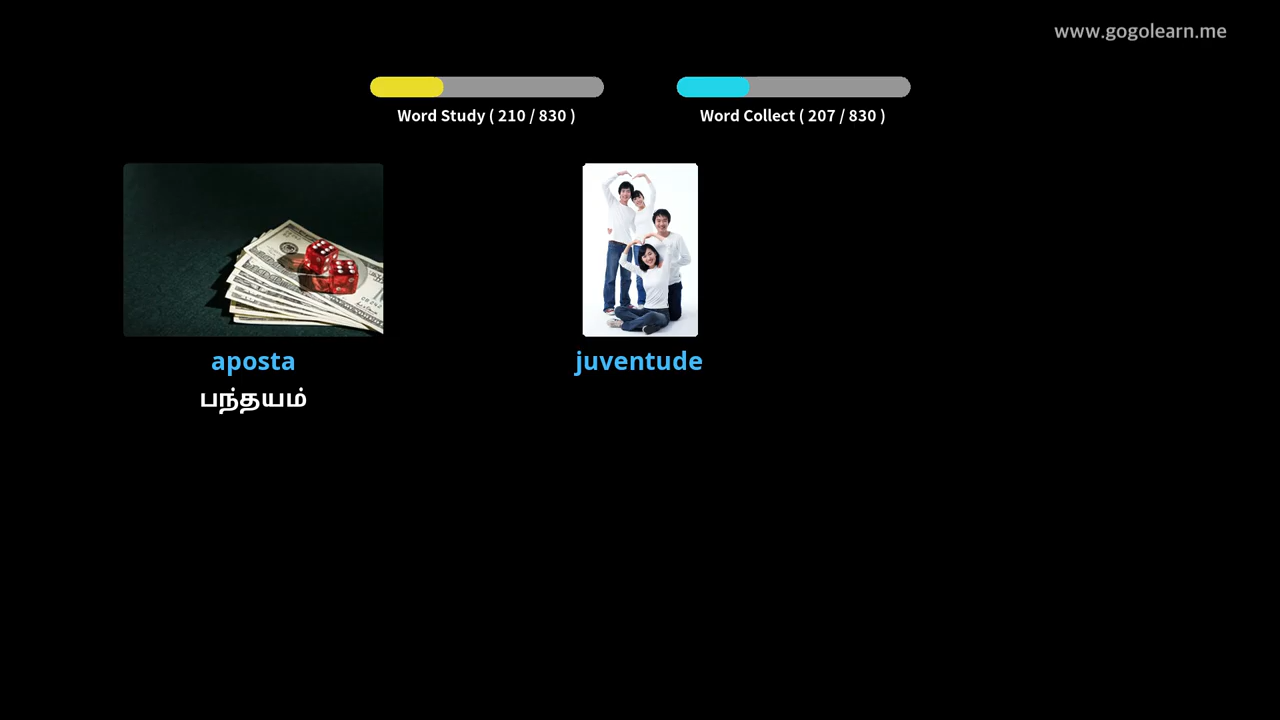 www.gogolearn.me
Word Study ( 210 / 830 )
Word Collect ( 207 / 830 )
aposta
பந்தயம்
juventude